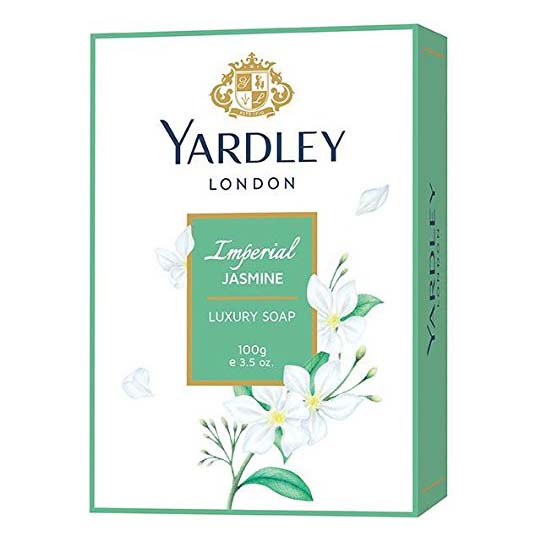 YARDLEY
LONDON
Imperial
JASMINE
LUXURY SOAP
100g
e 3.5 oz.
YARDLEY
LONDON